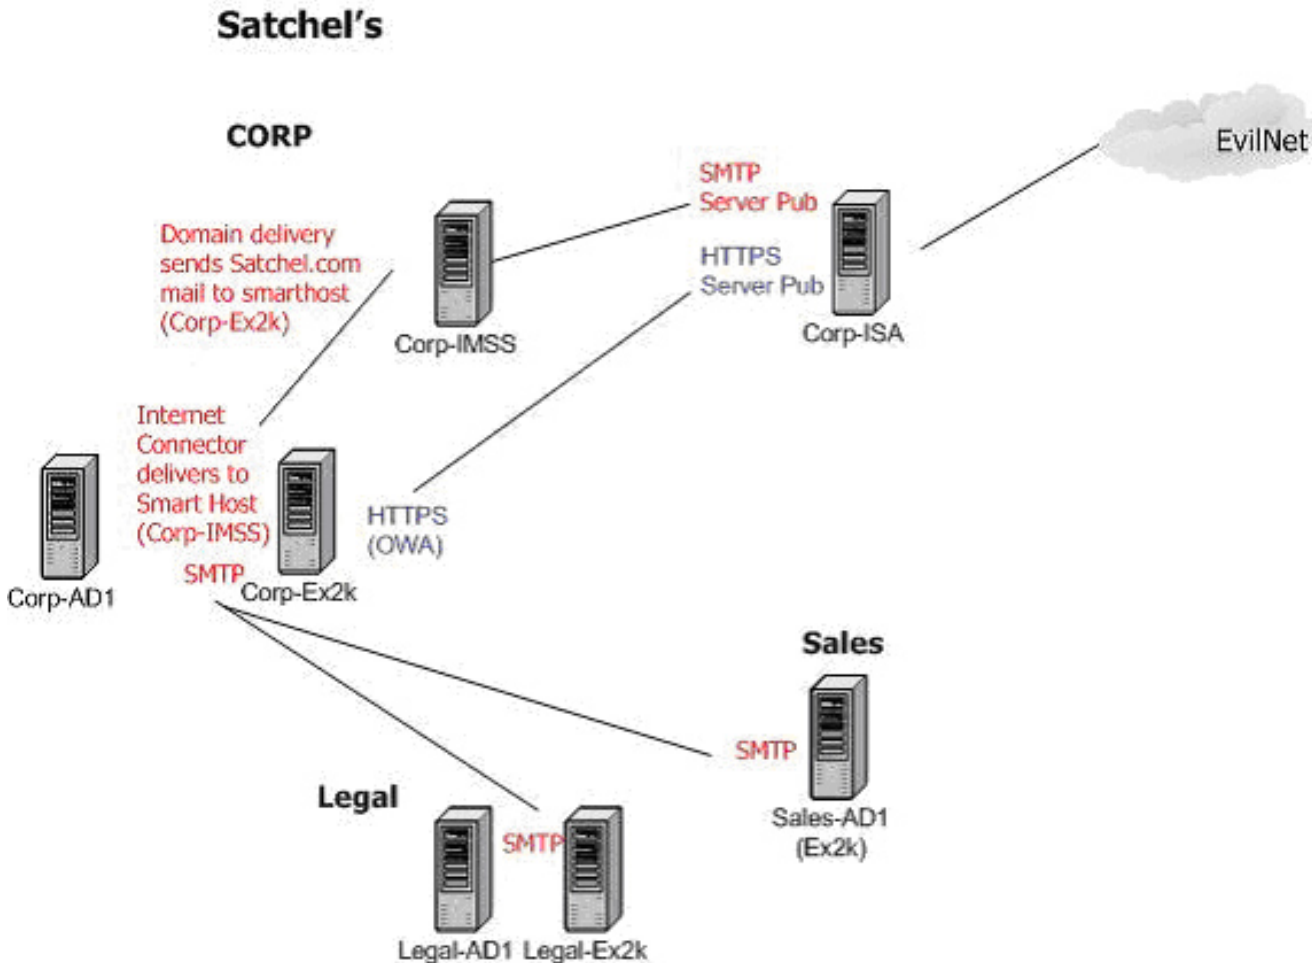 Satchel's
CORP
EvilNet
SMTP
Server Pub
HTTPS
Server Pub
Corp-ISA
Domain delivery
sends Satchel.com
mail to smarthost
(Corp-Ex2k)
Corp-IMSS
Internet
Connector
delivers to
Smart Host
(Corp-IMSS)
SMTP
Corp-AD1
Corp-Ex2k
HTTPS
(OWA)
Sales
SMTP
Sales-AD1
(Ex2k)
Legal
SMTP
Legal-AD1
Legal-Ex2k